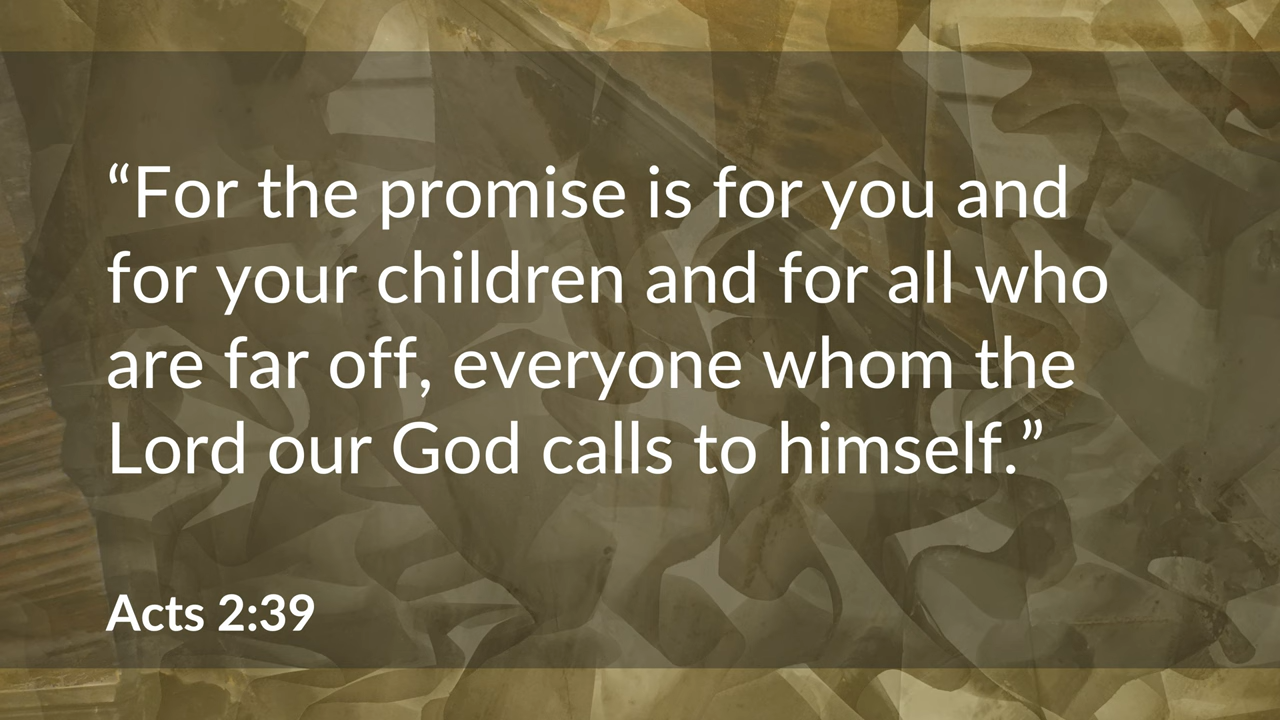 “For the promise is for you and
for your children and for all who
are far off, everyone whom the
Lord our God calls to himself.”
Acts 2:39